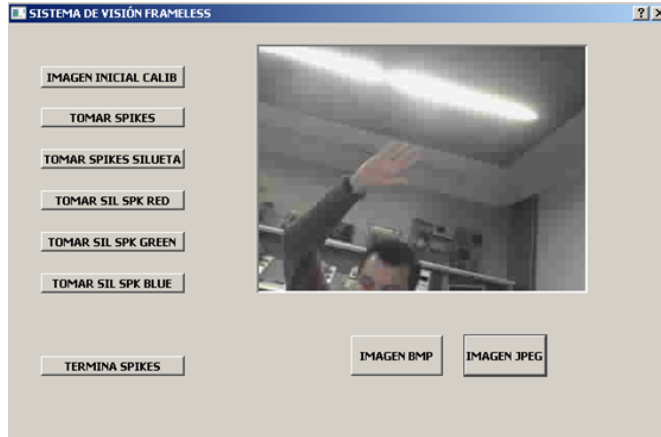 SISTEMA DE VISIÓN FRAMELESS
IMAGEN INICIAL CALIB
TOMAR SPIKES
TOMAR SPIKES SILUETA
TOMAR SIL SPK RED
TOMAR SIL SPK GREEN
TOMAR SIL SPK BLUE
TERMINA SPIKES
IMAGEN BMP
IMAGEN JPEG